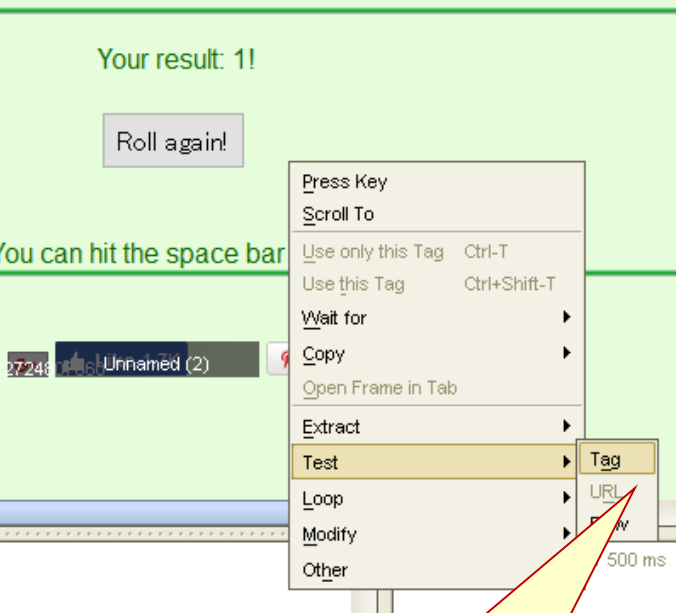 Your result: 1!
Roll again!
You can hit the space bar
Press Key
Scroll To
Use only this Tag Ctrl-T
Use this Tag Ctrl+Shift-T
Wait for
Copy
Open Frame in Tab
Extract
Test
Loop
Modify
Other
Unnamed (2)
Tag
URL
500 ms